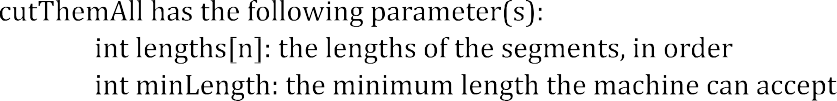 cutThemAll has the following parameter(s):
int lengths[n]: the lengths of the segments, in order
int minLength: the minimum length the machine can accept